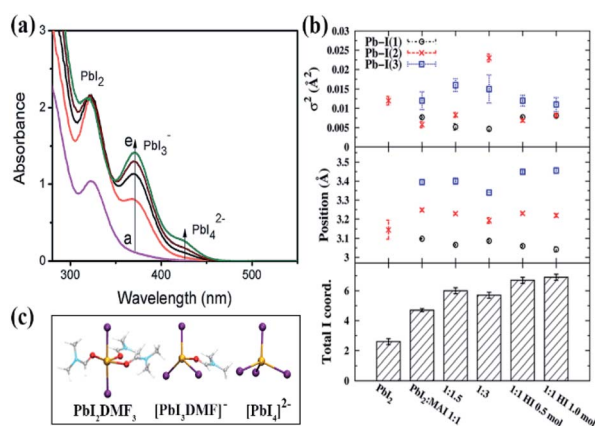 (a)
3
2
1
0
Absorbance
PbI2
PbI3-
PbI4 2-
e
a
300
400
500
Wavelength (nm)
(b)
Pb-I(1)
Pb-I(2)
Pb-I(3)
0.03
0.025
0.02
0.015
0.01
0.005
σ² (Å²)
3.5
3.4
3.3
3.2
3.1
3
Position (Å)
6
4
2
0
Total I coord.
PbI2
PbI2:MAI 1:1
1:1.5
1:3
1:1 HI 0.5 mol
1:1 HI 1.0 mol
(c)
PbI2DMF3
[PbI3DMF]-
[PbI4]2-